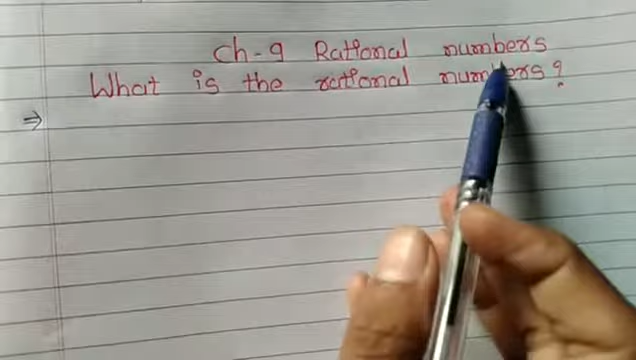 Ch-9 Rational numbers
What is the rational numbers?
⇒